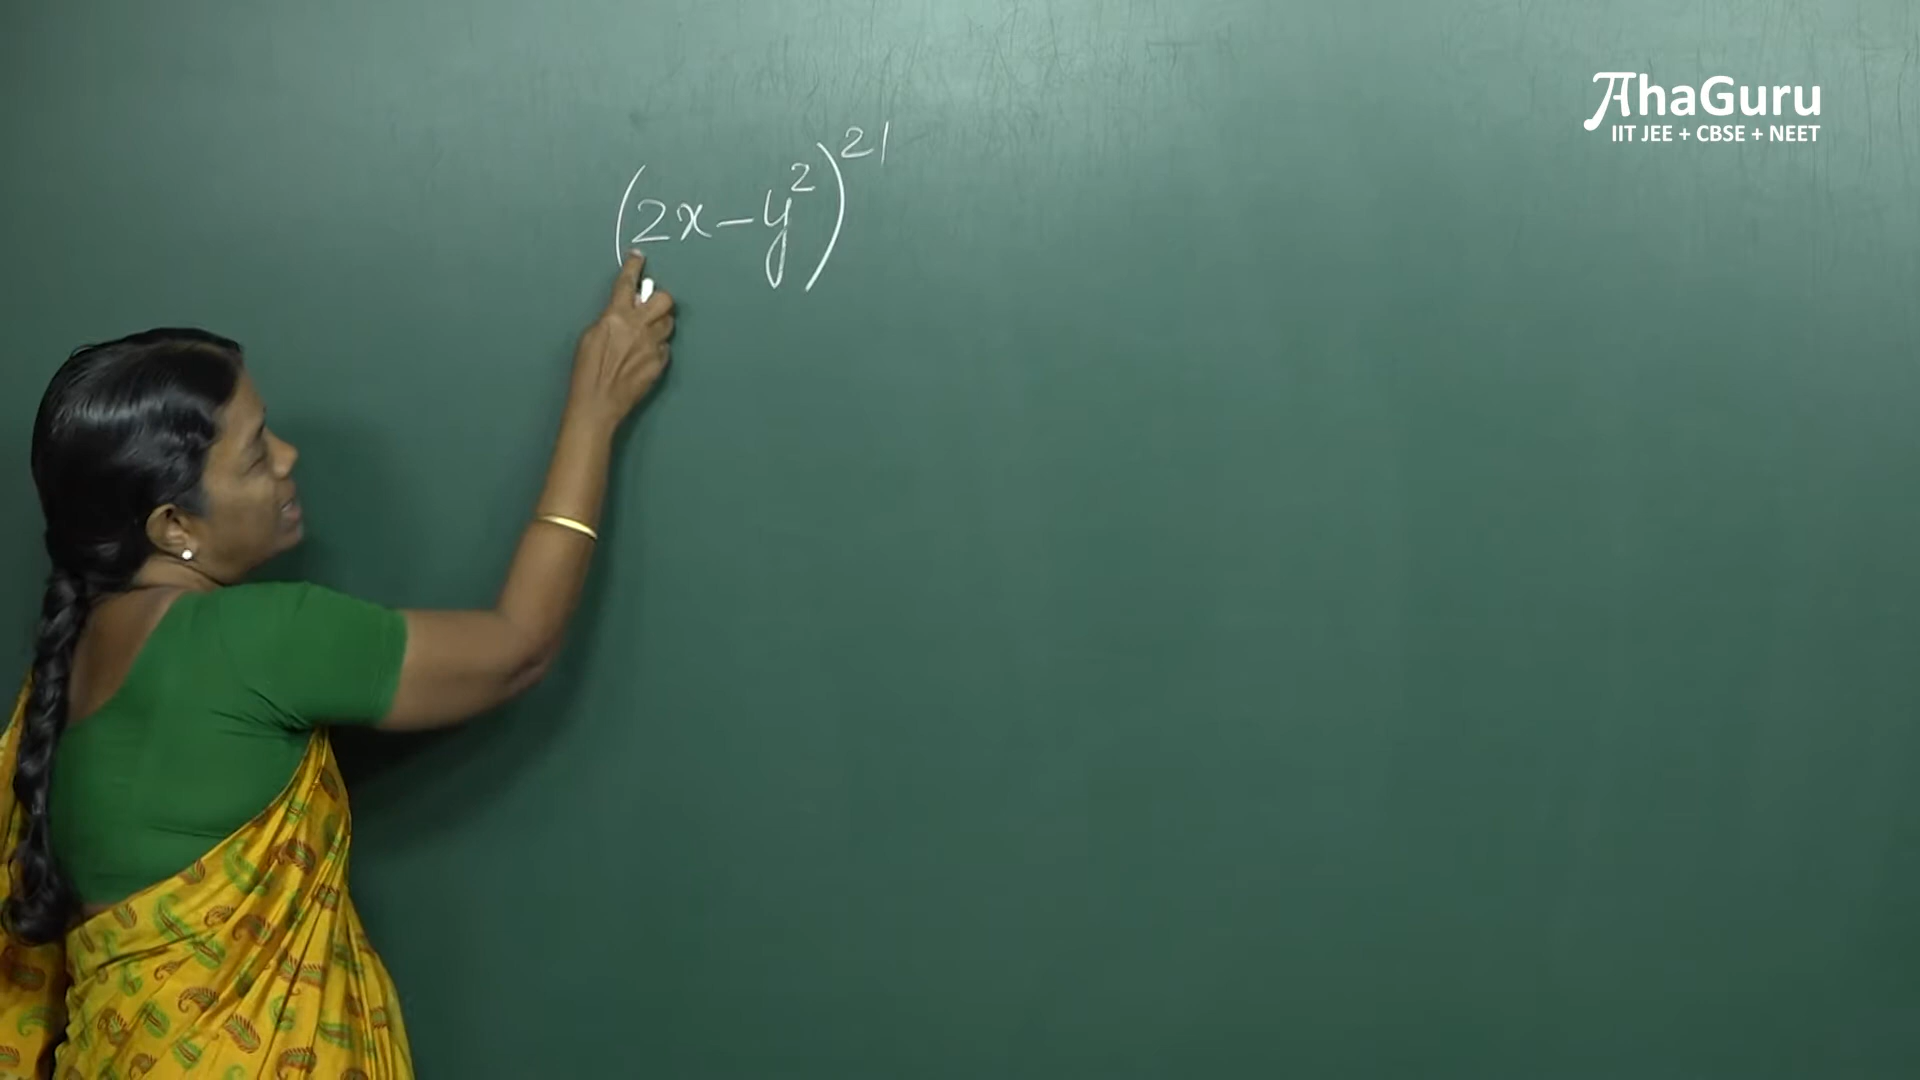 (2x-y²)²¹
AhaGuru
IIT JEE + CBSE + NEET